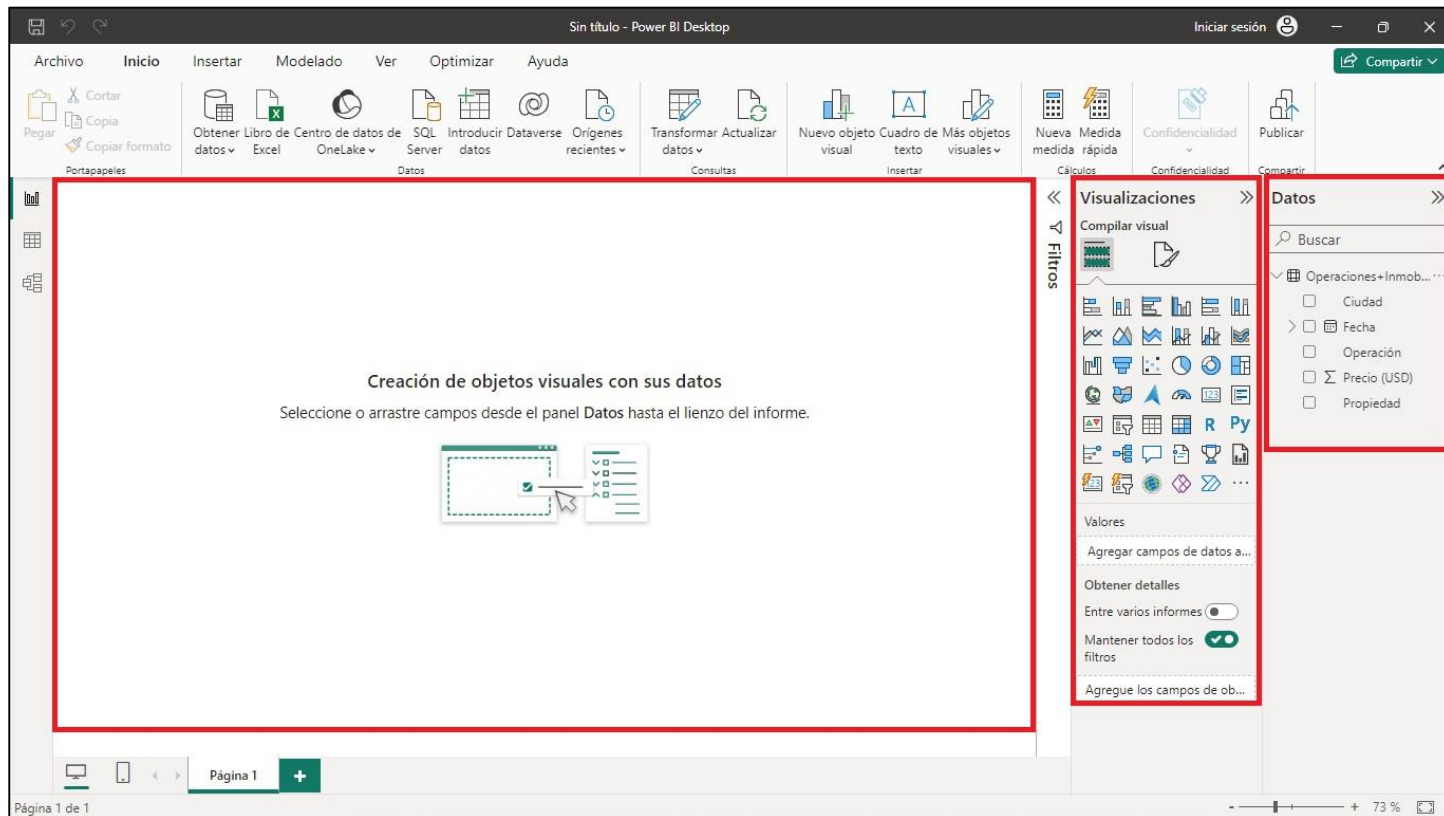 Sin título - Power BI Desktop
Iniciar sesión
Archivo Inicio Insertar Modelado Ver Optimizar Ayuda
Compartir
Pegar
Cortar
Copia
Copiar formato
Portapapeles
Obtener datos
Libro de Excel
Centro de datos de OneLake
SQL Server
Introducir datos
Dataverse
Orígenes recientes
Datos
Transformar datos
Actualizar
Consultas
Nuevo objeto visual
Cuadro de texto
Más objetos visuales
Insertar
Nueva medida
Medida rápida
Cálculos
Confidencialidad
Confidencialidad
Publicar
Compartir
Creación de objetos visuales con sus datos
Seleccione o arrastre campos desde el panel Datos hasta el lienzo del informe.
Filtros
Visualizaciones
Compilar visual
123
R Py
123
Valores
Agregar campos de datos a...
Obtener detalles
Entre varios informes
Mantener todos los
filtros
Agregue los campos de ob...
Datos
Buscar
Operaciones+Inmob...
Ciudad
Fecha
Operación
Σ Precio (USD)
Propiedad
Página 1
+
Página 1 de 1
- + 73 %